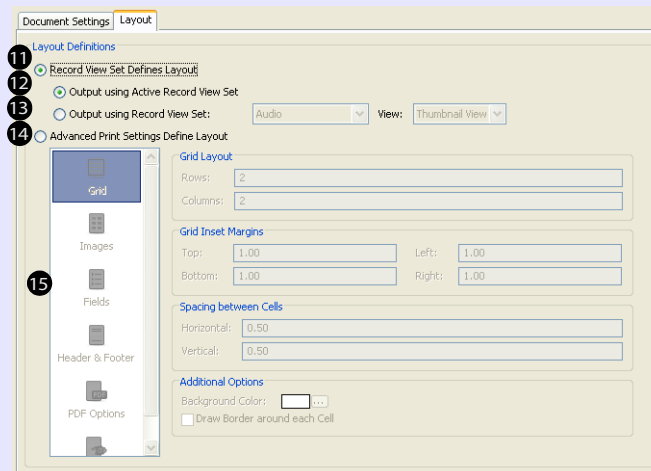 Document Settings Layout
Layout Definitions
11
Record View Set Defines Layout
12
Output using Active Record View Set
13
Output using Record View Set: Audio View: Thumbnail View
14
Advanced Print Settings Define Layout
Grid
Images
15
Fields
Header & Footer
PDF Options
Grid Layout
Rows: 2
Columns: 2
Grid Inset Margins
Top: 1.00 Left: 1.00
Bottom: 1.00 Right: 1.00
Spacing between Cells
Horizontal: 0.50
Vertical: 0.50
Additional Options
Background Color: ...
Draw Border around each Cell